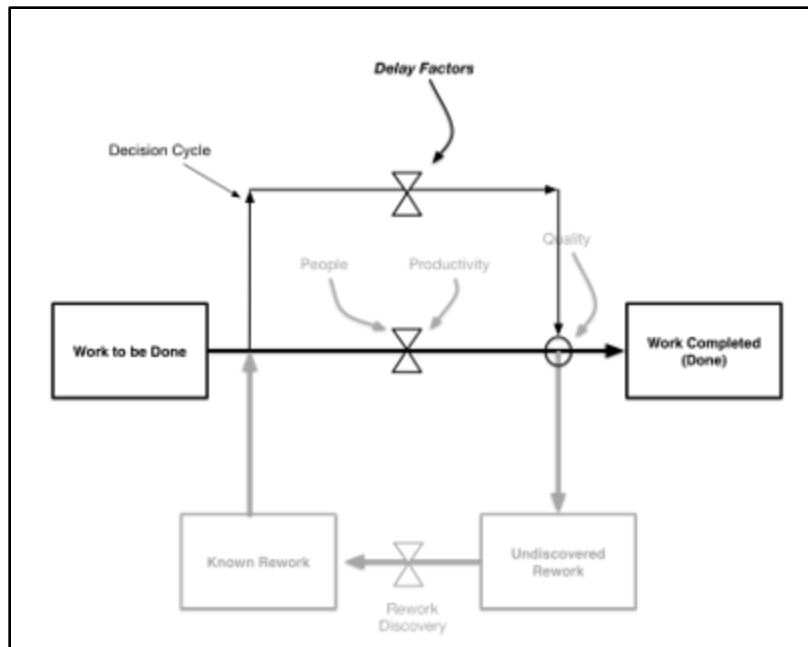 Delay Factors
Decision Cycle
Quality
People
Productivity
Work to be Done
Work Completed
(Done)
Known Rework
Undiscovered
Rework
Rework
Discovery